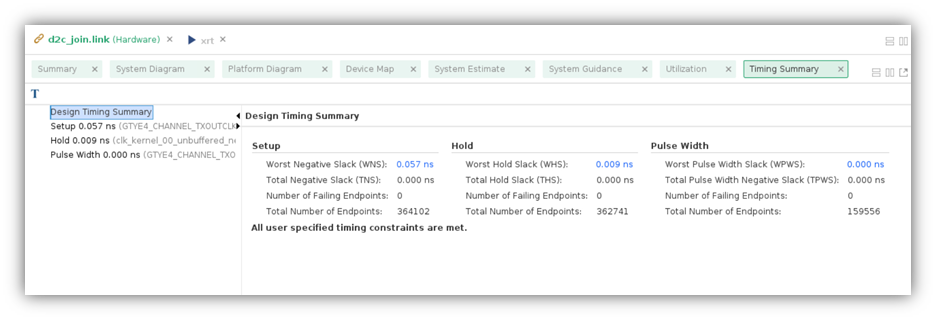 d2c_join.link (Hardware) × xrt ×
Summary × System Diagram × Platform Diagram × Device Map × System Estimate × System Guidance × Utilization × Timing Summary ×
T
Design Timing Summary
Setup 0.057 ns (GTYE4_CHANNEL_TXOUTCLK
Hold 0.009 ns (clk_kernel_00_unbuffered_ne
Pulse Width 0.000 ns (GTYE4_CHANNEL_TXO
Design Timing Summary
Setup Hold Pulse Width
Worst Negative Slack (WNS): 0.057 ns Worst Hold Slack (WHS): 0.009 ns Worst Pulse Width Slack (WPWS): 0.000 ns
Total Negative Slack (TNS): 0.000 ns Total Hold Slack (THS): 0.000 ns Total Pulse Width Negative Slack (TPWS): 0.000 ns
Number of Failing Endpoints: 0 Number of Failing Endpoints: 0 Number of Failing Endpoints: 0
Total Number of Endpoints: 364102 Total Number of Endpoints: 362741 Total Number of Endpoints: 159556
All user specified timing constraints are met.